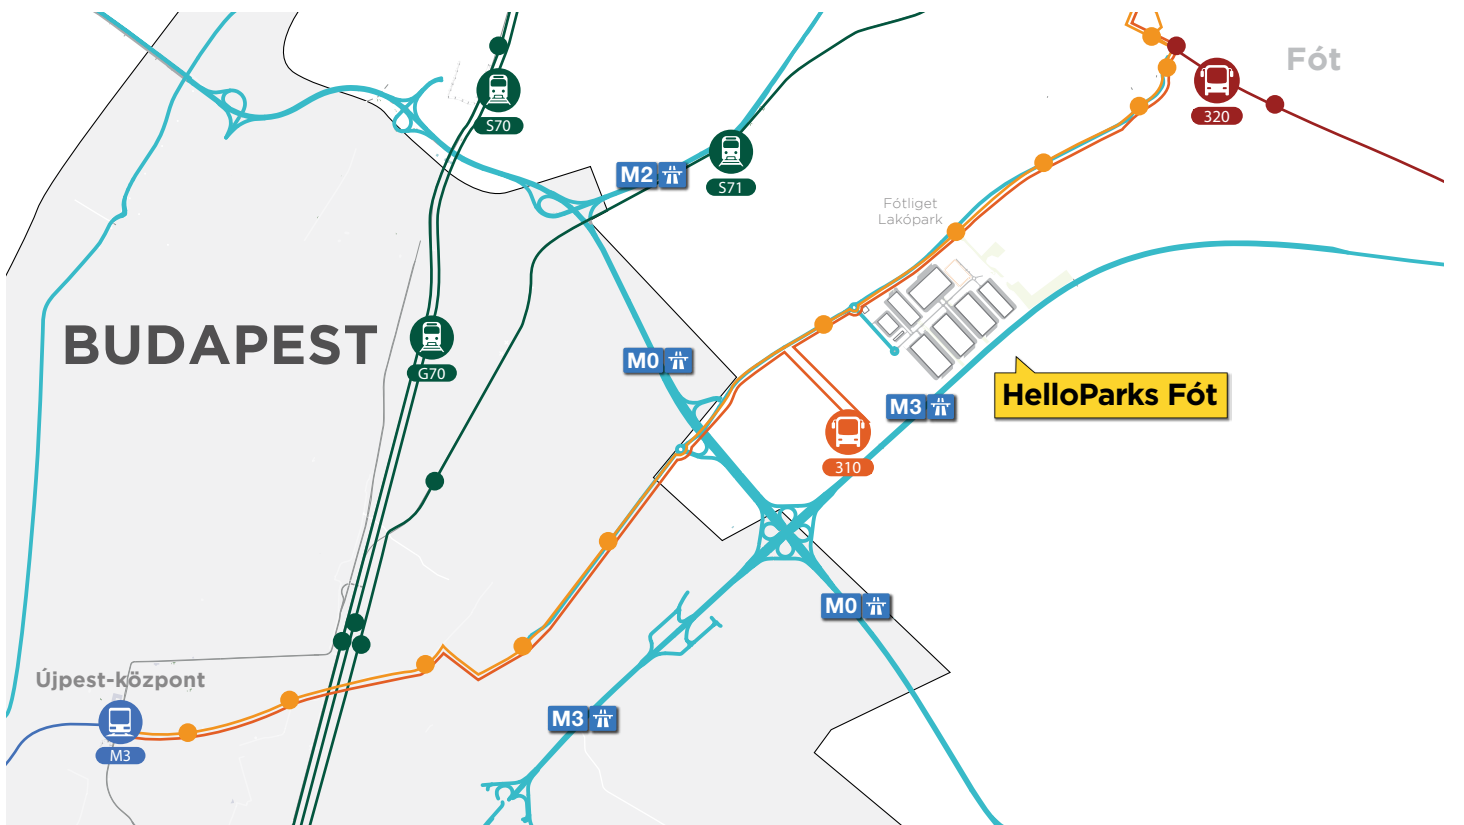 Fót
S70
320
M2
S71
Fótliget
Lakópark
BUDAPEST
G70
M0
HelloParks Fót
M3
310
M0
Újpest-központ
M3
M3